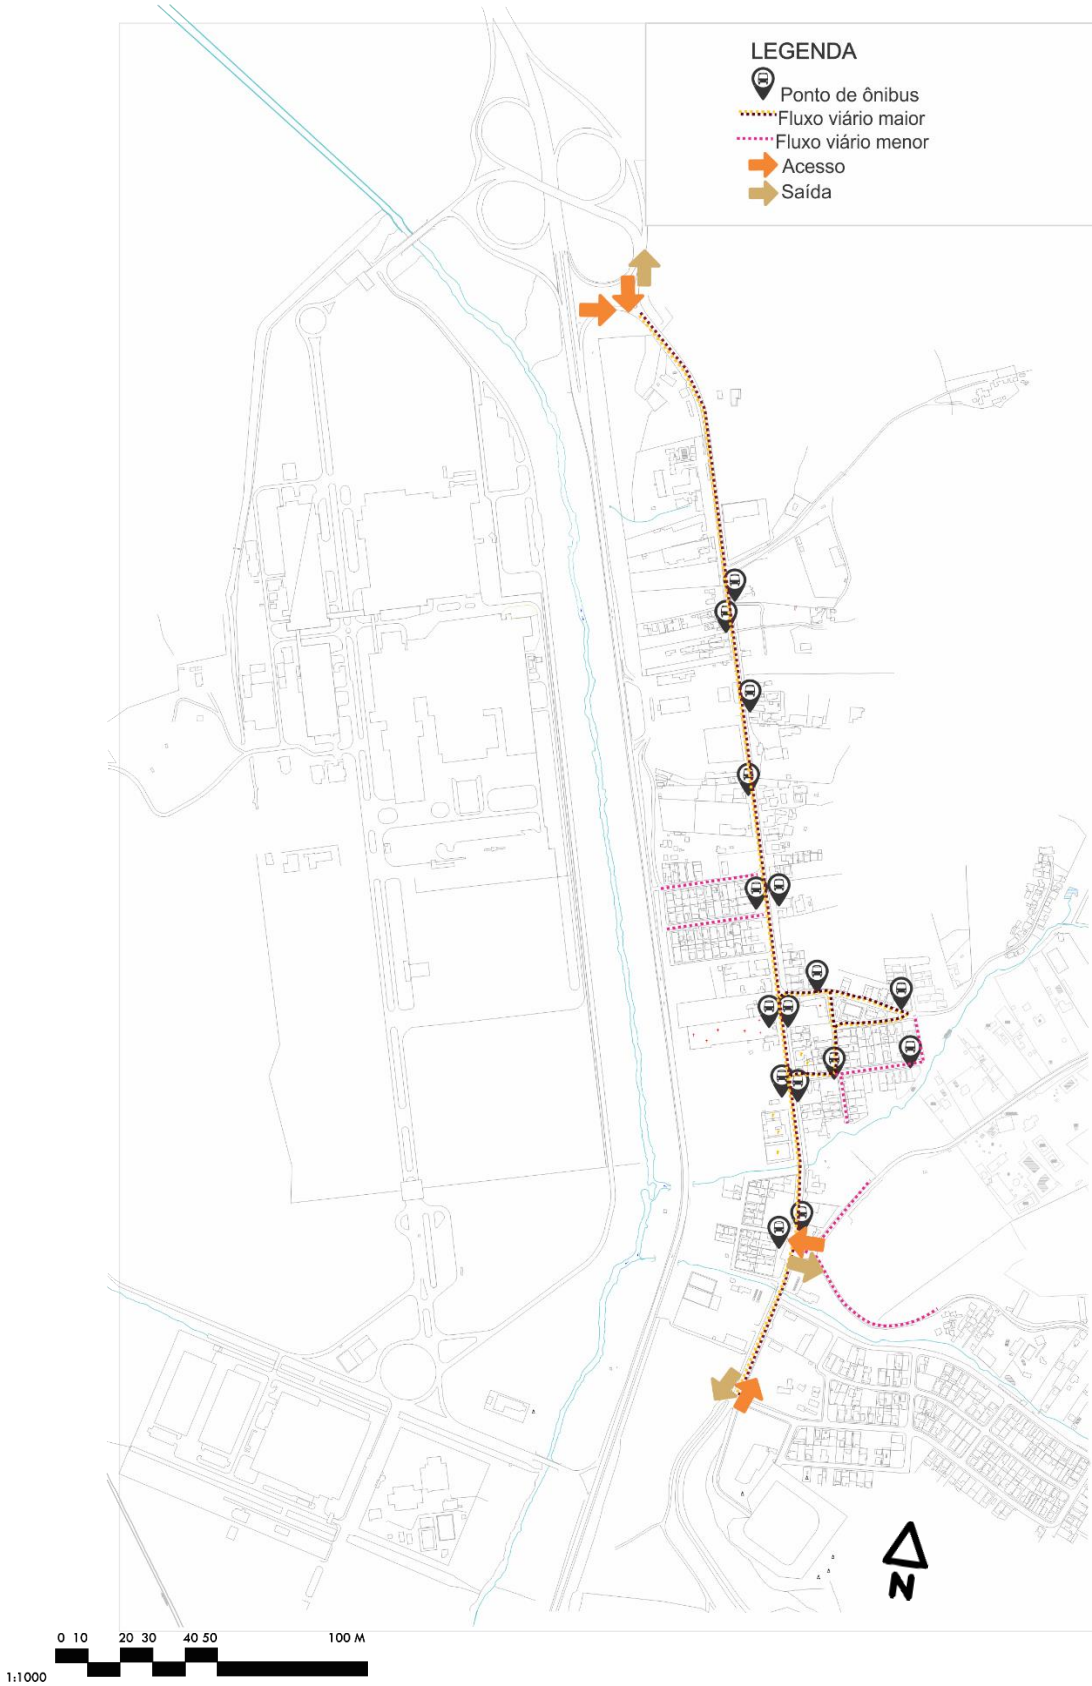 LEGENDA
Ponto de ônibus
Fluxo viário maior
Fluxo viário menor
Acesso
Saída
N
0 10 20 30 40 50 100 M
1:1000